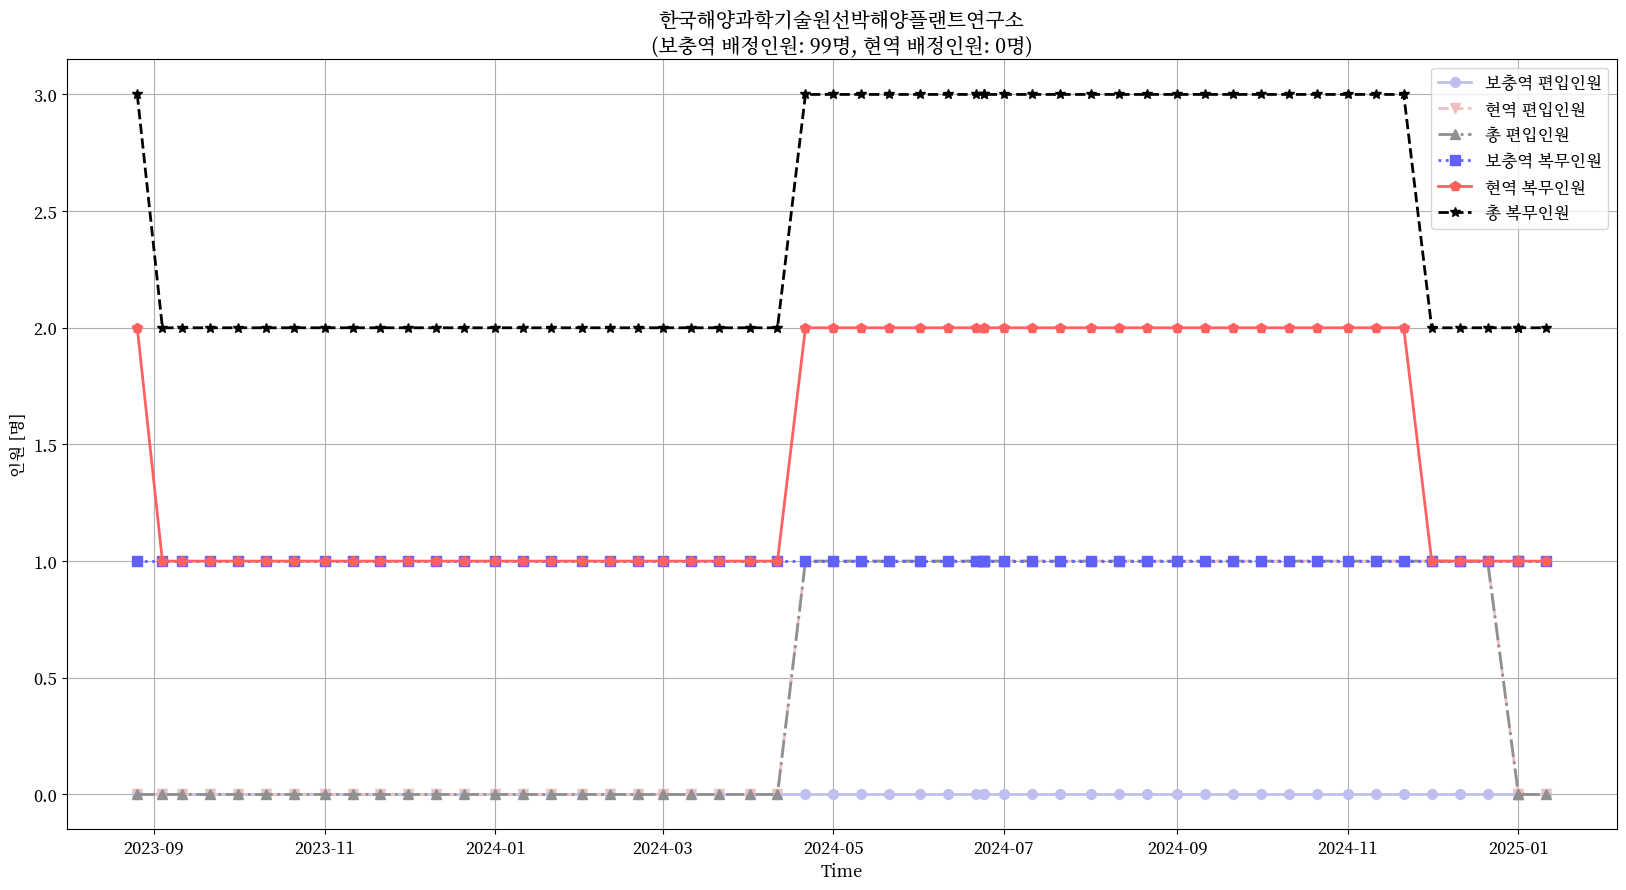 한국해양과학기술원선박해양플랜트연구소
(보충역 배정인원: 99명, 현역 배정인원: 0명)
보충역 편입인원
현역 편입인원
총 편입인원
보충역 복무인원
현역 복무인원
총 복무인원
3.0
2.5
2.0
1.5
1.0
0.5
0.0
인원 [명]
2023-09
2023-11
2024-01
2024-03
2024-05
2024-07
2024-09
2024-11
2025-01
Time